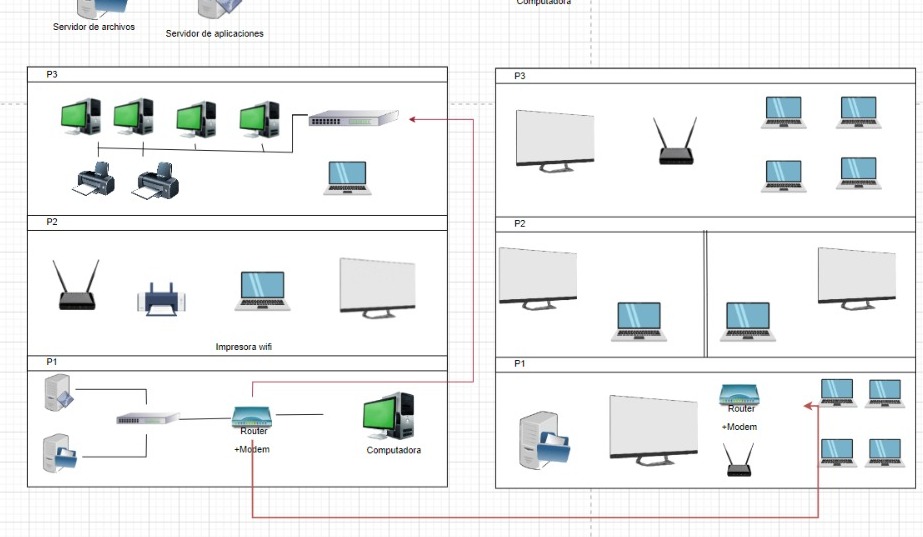 Computadora
Servidor de archivos
Servidor de aplicaciones
P3
P3
P2
P2
Impresora wifi
P1
P1
Router
+Modem
Computadora
Router
+Modem